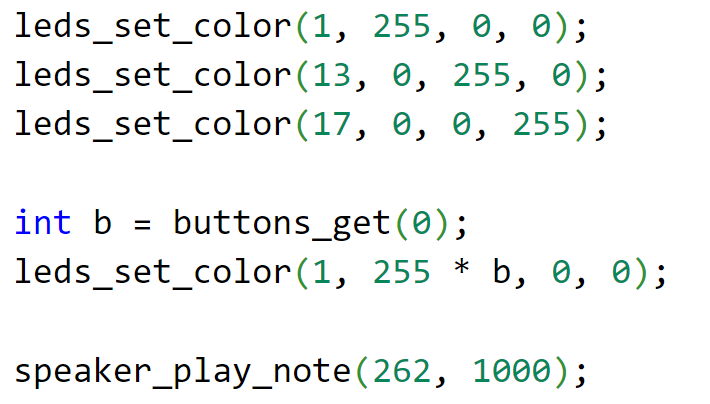 leds_set_color(1, 255, 0, 0);
leds_set_color(13, 0, 255, 0);
leds_set_color(17, 0, 0, 255);
int b = buttons_get(0);
leds_set_color(1, 255 * b, 0, 0);
speaker_play_note(262, 1000);